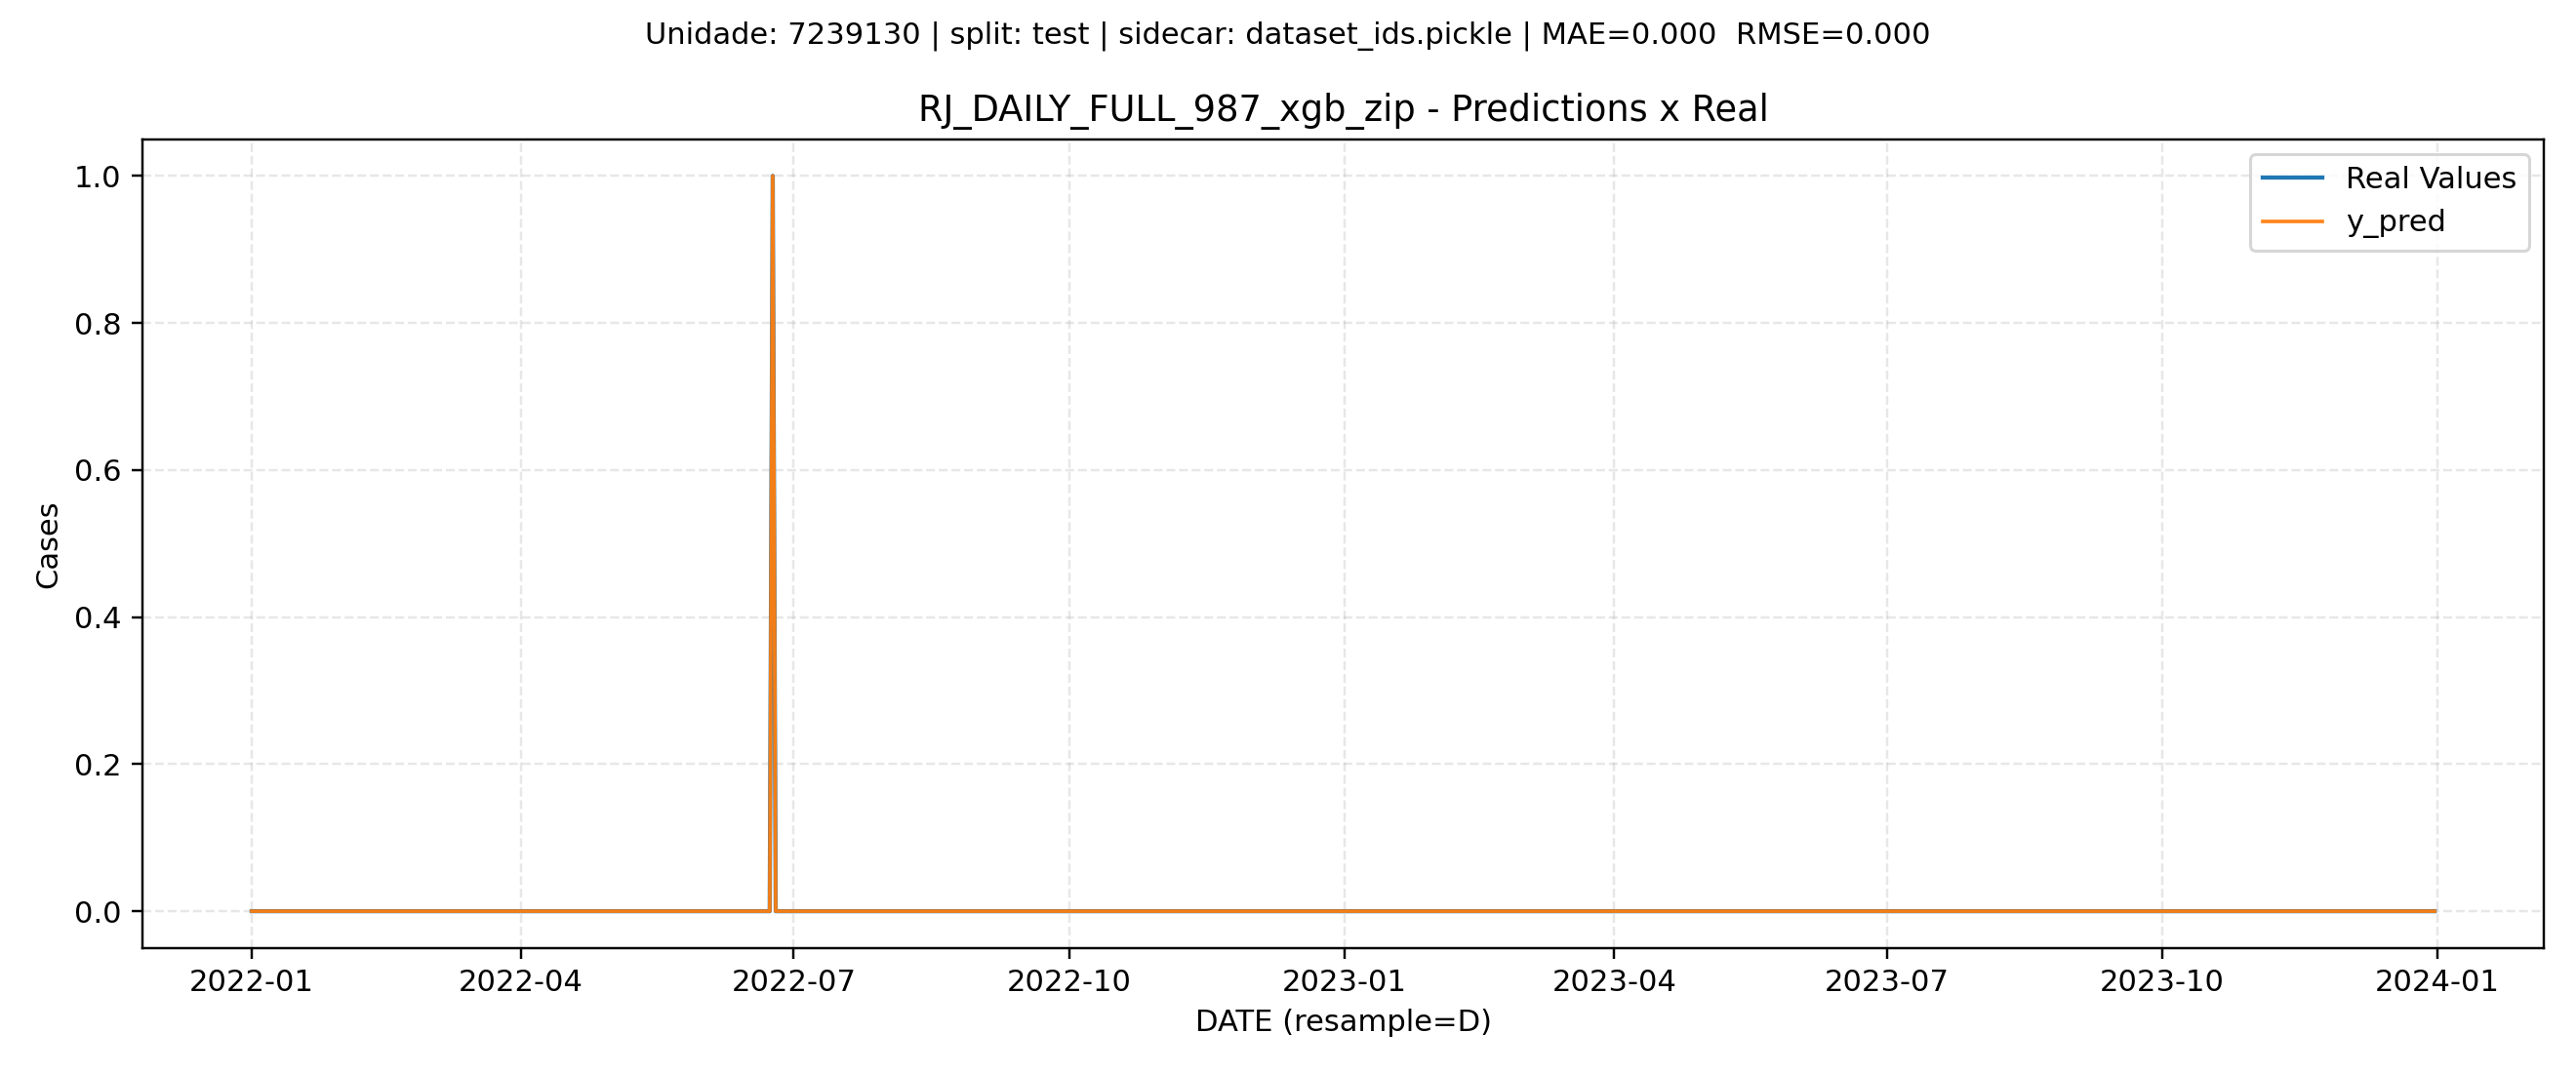 Unidade: 7239130 | split: test | sidecar: dataset_ids.pickle | MAE=0.000  RMSE=0.000
RJ_DAILY_FULL_987_xgb_zip - Predictions x Real
Real Values
y_pred
1.0
0.8
0.6
0.4
0.2
0.0
Cases
2022-01 2022-04 2022-07 2022-10 2023-01 2023-04 2023-07 2023-10 2024-01
DATE (resample=D)